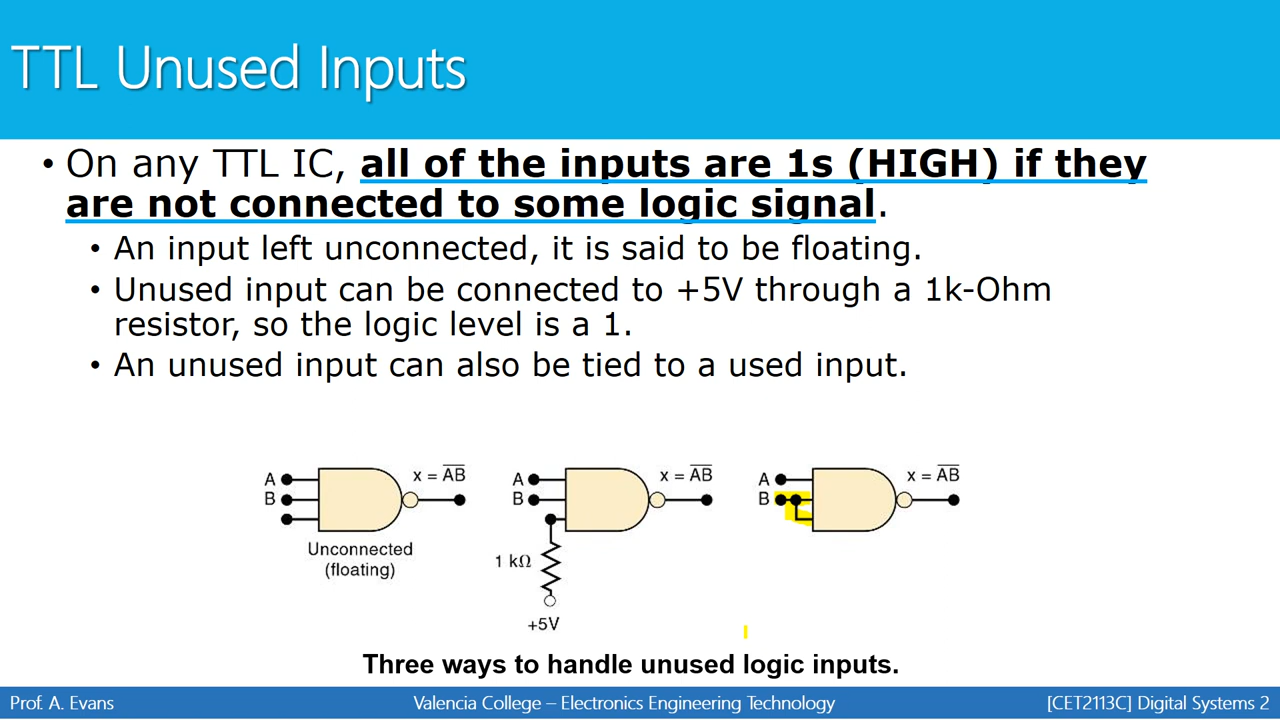 TTL Unused Inputs
• On any TTL IC, all of the inputs are 1s (HIGH) if they
are not connected to some logic signal.
• An input left unconnected, it is said to be floating.
• Unused input can be connected to +5V through a 1k-Ohm
resistor, so the logic level is a 1.
• An unused input can also be tied to a used input.
A
B
x = A̅B̅
Unconnected
(floating)
A
B
x = A̅B̅
1 kΩ
+5V
A
B
x = A̅B̅
Three ways to handle unused logic inputs.
Prof. A. Evans
Valencia College – Electronics Engineering Technology
[CET2113C] Digital Systems 2